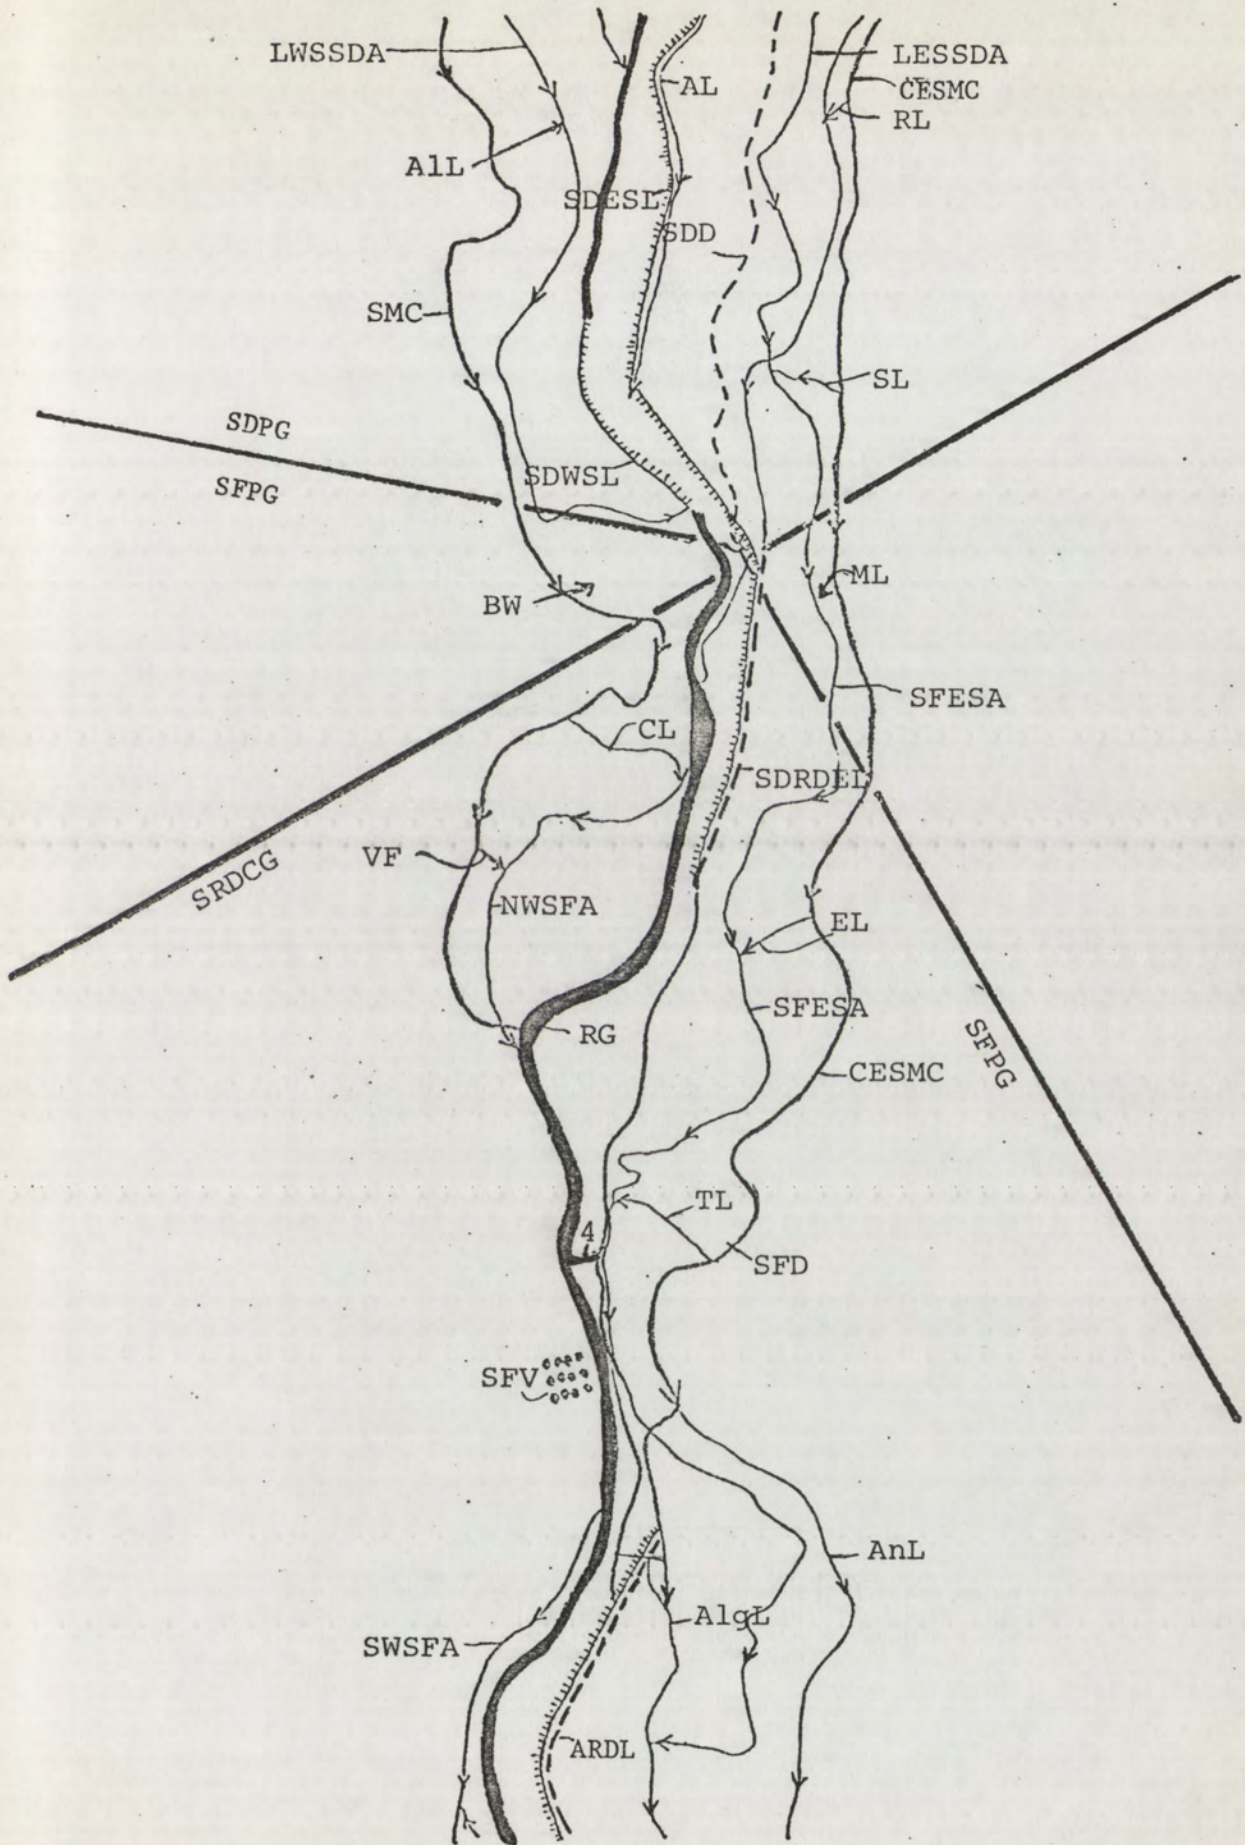 LWSSDA
LESSDA
CESMC
RL
AL
AlL
SDESL
SDD
SMC
SL
SDPG
SFPG
SDWSL
ML
BW
SFESA
CL
SDRDEL
VF
SRDCG
NWSFA
EL
SFESA
RG
SFPG
CESMC
TL
4
SFD
SFV
AnL
AlgL
SWSFA
ARDL